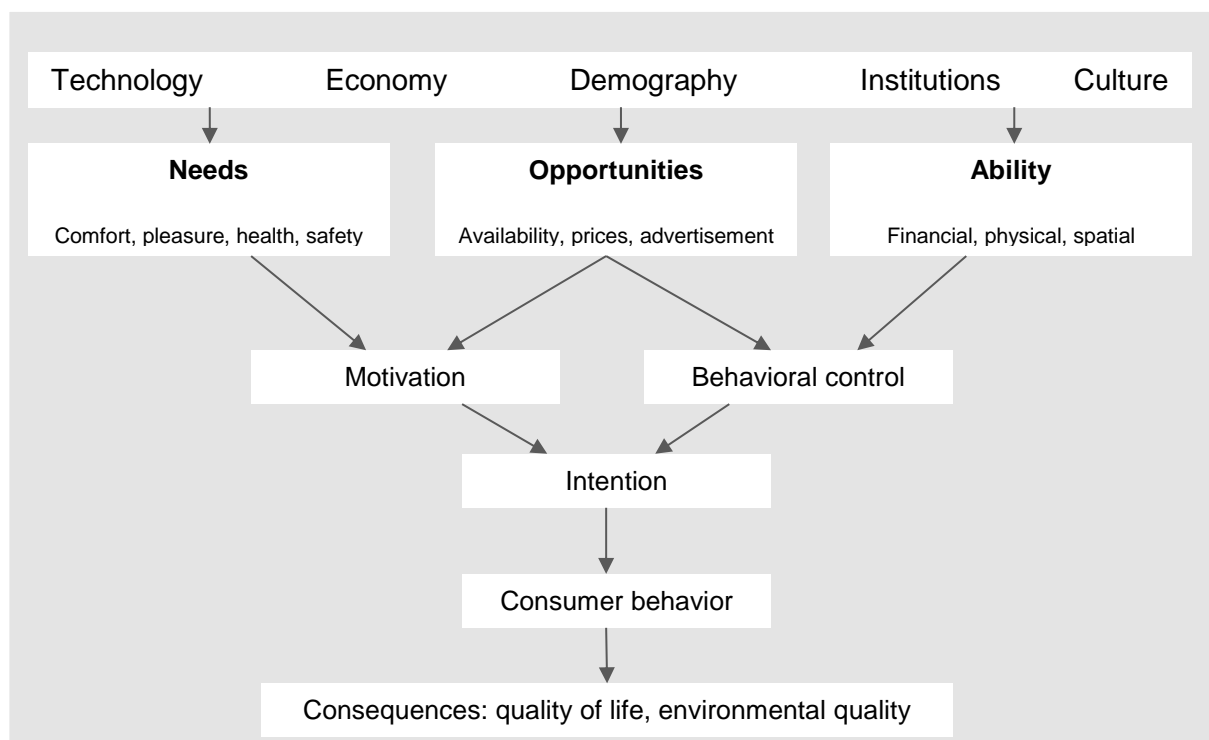 Technology Economy Demography Institutions Culture
Needs
Comfort, pleasure, health, safety
Opportunities
Availability, prices, advertisement
Ability
Financial, physical, spatial
Motivation
Behavioral control
Intention
Consumer behavior
Consequences: quality of life, environmental quality